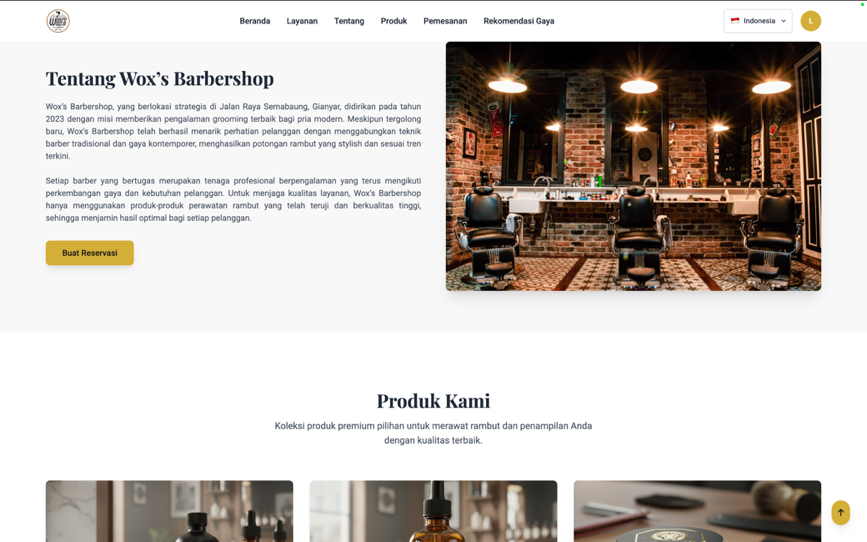 WOX'S
Beranda
Layanan
Tentang
Produk
Pemesanan
Rekomendasi Gaya
Indonesia
L
Tentang Wox’s Barbershop
Wox’s Barbershop, yang berlokasi strategis di Jalan Raya Semabaung, Gianyar, didirikan pada tahun
2023 dengan misi memberikan pengalaman grooming terbaik bagi pria modern. Meskipun tergolong
baru, Wox’s Barbershop telah berhasil menarik perhatian pelanggan dengan menggabungkan teknik
barber tradisional dan gaya kontemporer, menghasilkan potongan rambut yang stylish dan sesuai tren
terkini.
Setiap barber yang bertugas merupakan tenaga profesional berpengalaman yang terus mengikuti
perkembangan gaya dan kebutuhan pelanggan. Untuk menjaga kualitas layanan, Wox’s Barbershop
hanya menggunakan produk-produk perawatan rambut yang telah teruji dan berkualitas tinggi,
sehingga menjamin hasil optimal bagi setiap pelanggan.
Buat Reservasi
Produk Kami
Koleksi produk premium pilihan untuk merawat rambut dan penampilan Anda
dengan kualitas terbaik.